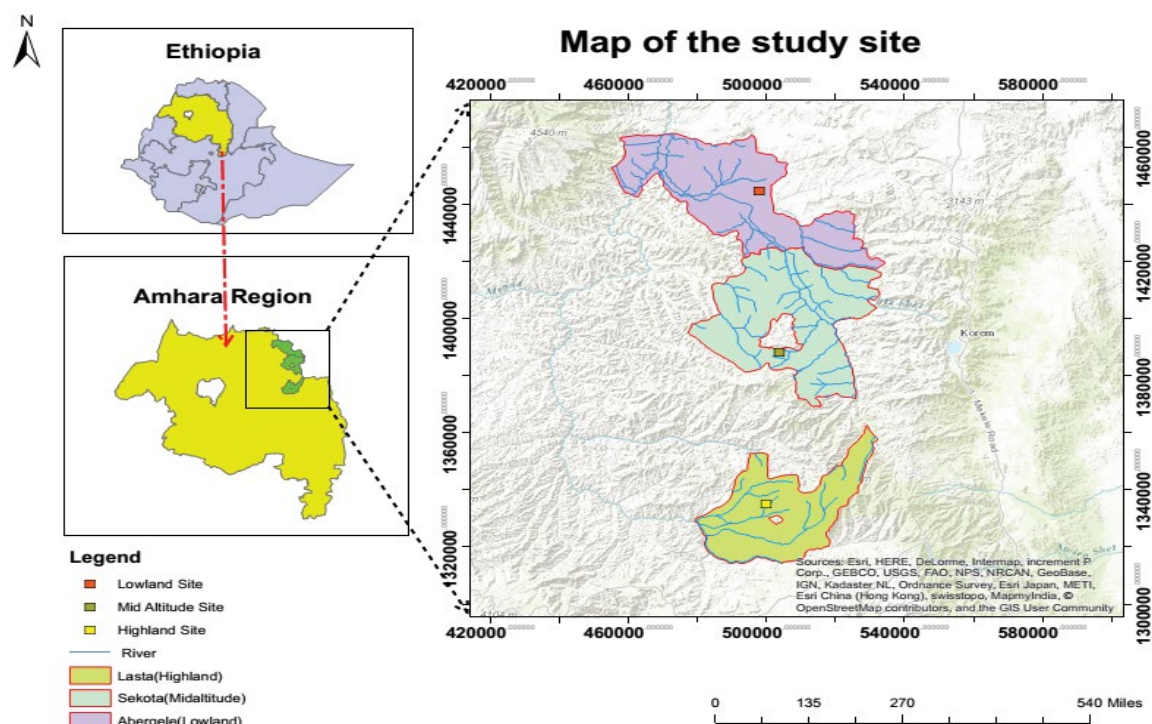 N
Ethiopia
Map of the study site
420000 460000 500000 540000 580000
4540 m
3143 m
1460000
1440000
1420000
1400000
1380000
1360000
1340000
1320000
1300000
Korem
Mekele Road
Amhara Region
Sources: Esri, HERE, DeLorme, Intermap, increment P
Corp., GEBCO, USGS, FAO, NPS, NRCAN, GeoBase,
IGN, Kadaster NL, Ordnance Survey, Esri Japan, METI,
Esri China (Hong Kong), swisstopo, MapmyIndia, ©
OpenStreetMap contributors, and the GIS User Community
420000 460000 500000 540000 580000
Legend
Lowland Site
Mid Altitude Site
Highland Site
River
Lasta(Highland)
Sekota(Midaltitude)
Abergele(Lowland)
0 135 270 540 Miles